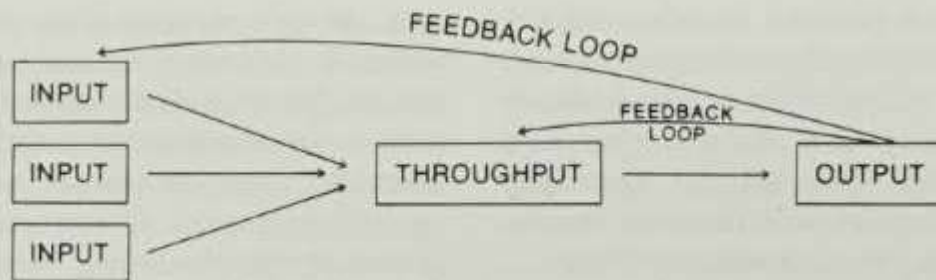 FEEDBACK LOOP
INPUT
FEEDBACK
LOOP
INPUT
THROUGHPUT
OUTPUT
INPUT